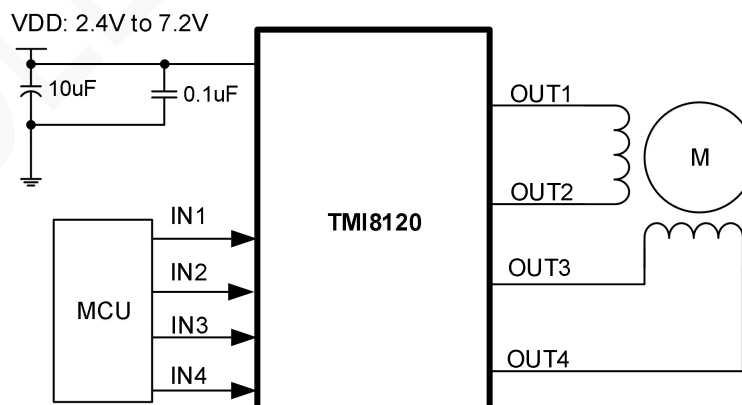 VDD: 2.4V to 7.2V
10uF
0.1uF
OUT1
M
OUT2
TMI8120
IN1
IN2
OUT3
MCU
IN3
OUT4
IN4